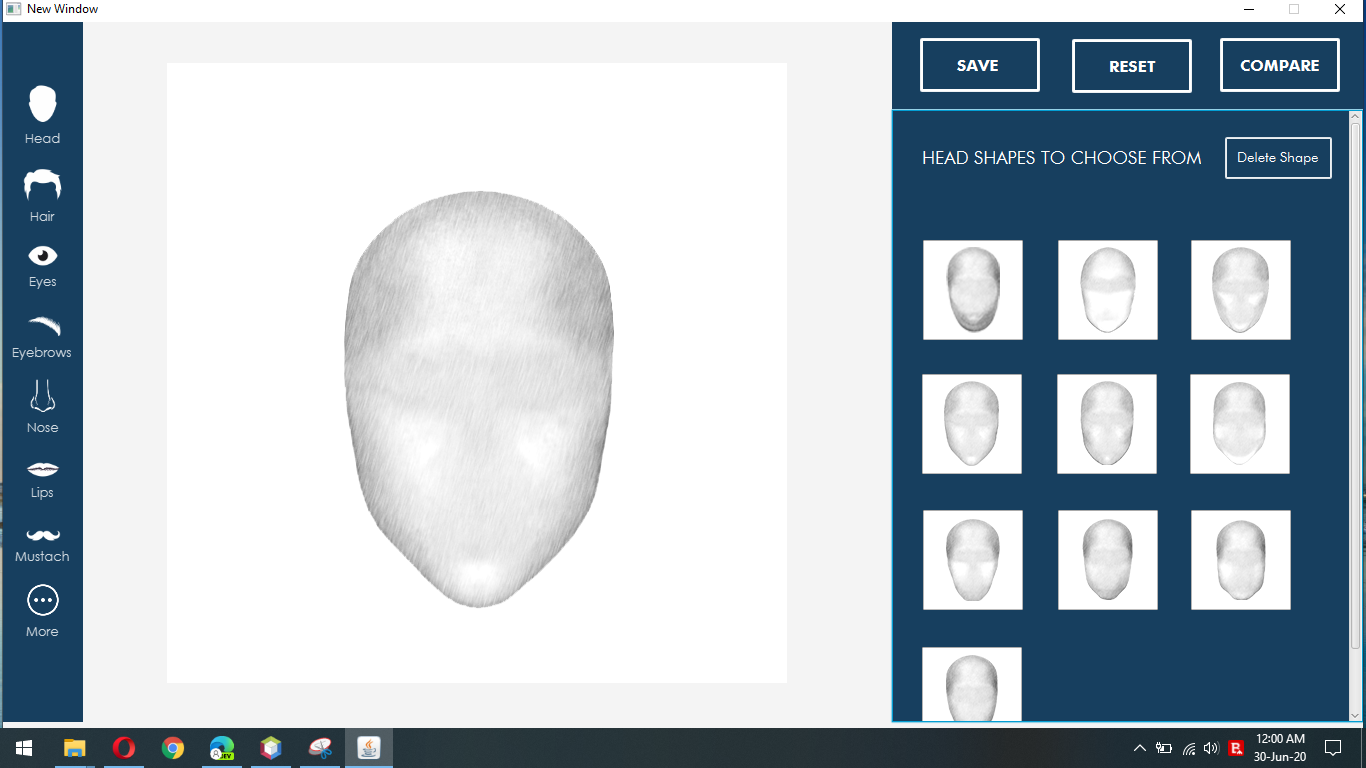 New Window
SAVE
RESET
COMPARE
Head
Hair
Eyes
Eyebrows
Nose
Lips
Mustach
More
HEAD SHAPES TO CHOOSE FROM
Delete Shape
JEY
12:00 AM
30-Jun-20